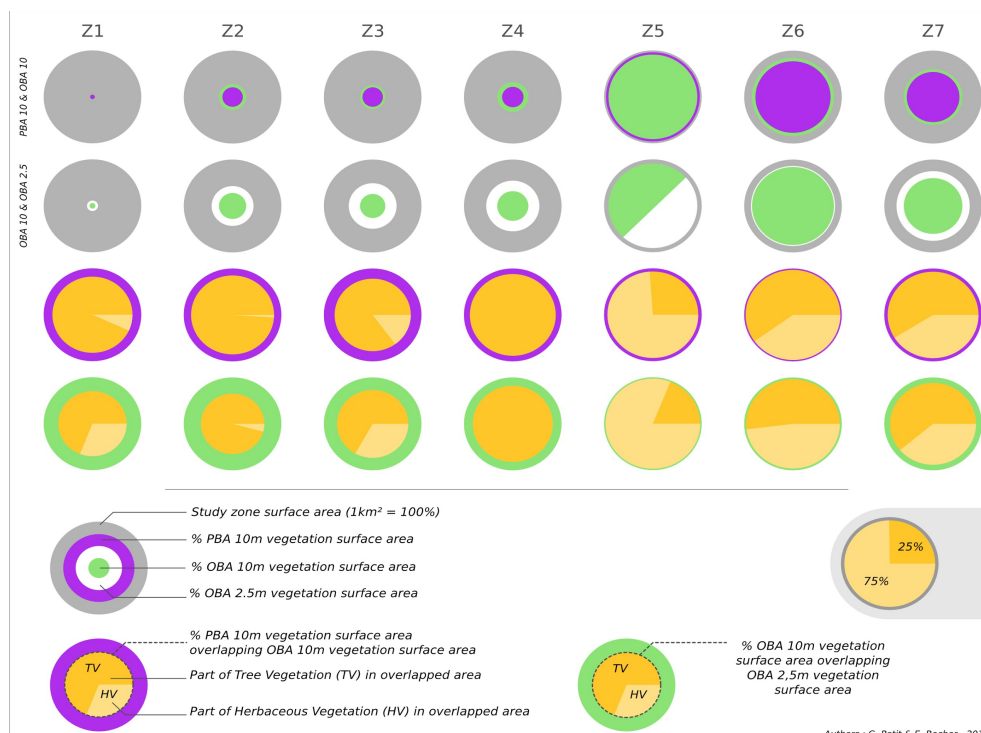 Z1 Z2 Z3 Z4 Z5 Z6 Z7
PBA 10 & OBA 10
OBA 10 & OBA 2.5
Study zone surface area (1km² = 100%)
% PBA 10m vegetation surface area
% OBA 10m vegetation surface area
% OBA 2.5m vegetation surface area
25%
75%
% PBA 10m vegetation surface area
overlapping OBA 10m vegetation surface area
TV
Part of Tree Vegetation (TV) in overlapped area
HV
Part of Herbaceous Vegetation (HV) in overlapped area
TV
HV
% OBA 10m vegetation
surface area overlapping
OBA 2,5m vegetation
surface area